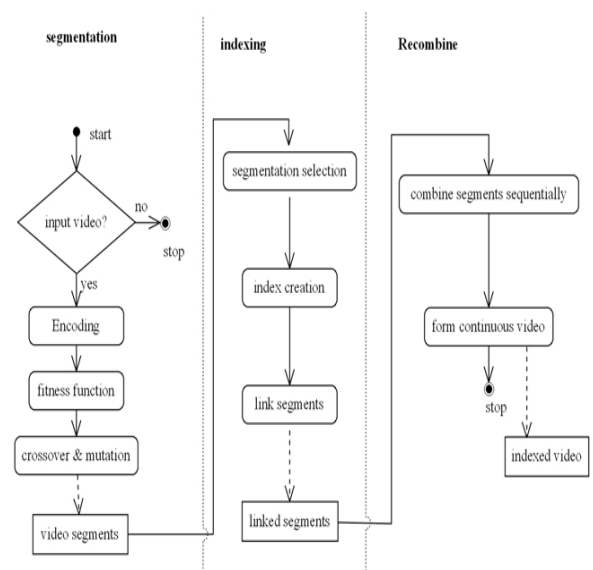 segmentation
start
input video?
no
stop
yes
Encoding
fitness function
crossover & mutation
video segments
indexing
segmentation selection
index creation
link segments
linked segments
Recombine
combine segments sequentially
form continuous video
stop
indexed video